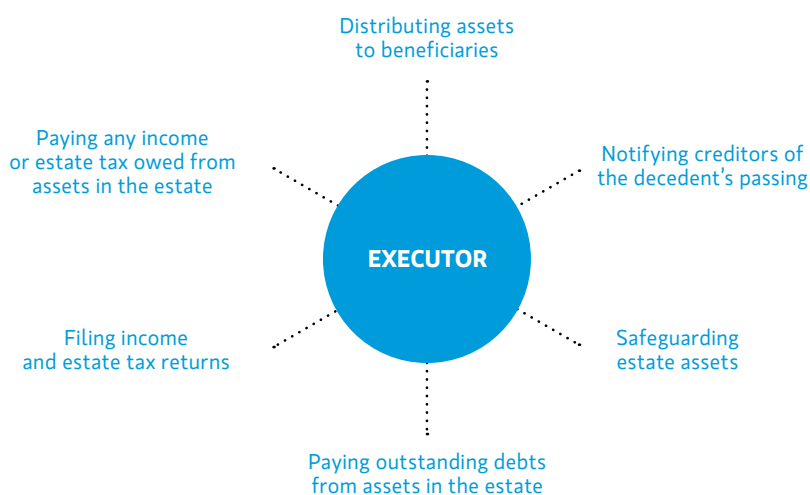 Distributing assets
to beneficiaries
Paying any income
or estate tax owed from
assets in the estate
Notifying creditors of
the decedent’s passing
EXECUTOR
Filing income
and estate tax returns
Safeguarding
estate assets
Paying outstanding debts
from assets in the estate